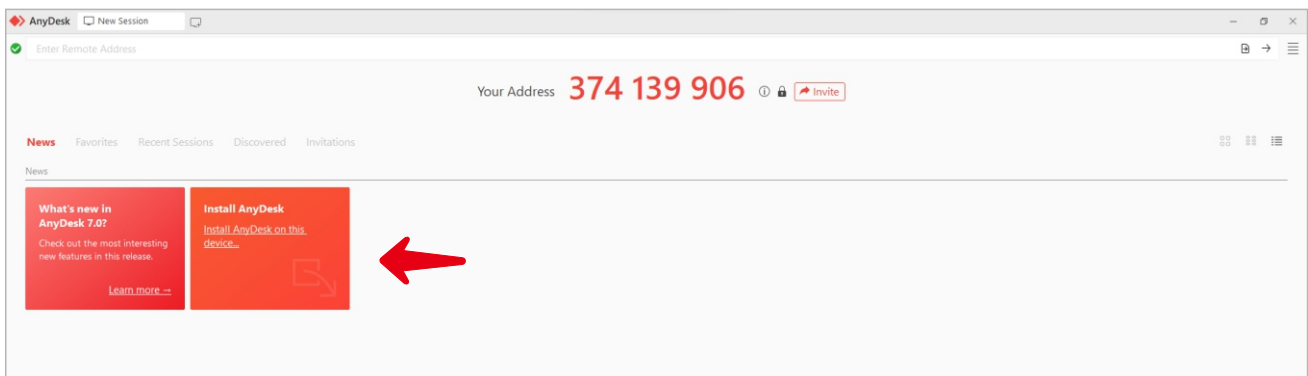 AnyDesk New Session
Enter Remote Address
Your Address 374 139 906 Invite
News Favorites Recent Sessions Discovered Invitations
News
What's new in
AnyDesk 7.0?
Check out the most interesting
new features in this release.
Learn more →
Install AnyDesk
Install AnyDesk on this
device...